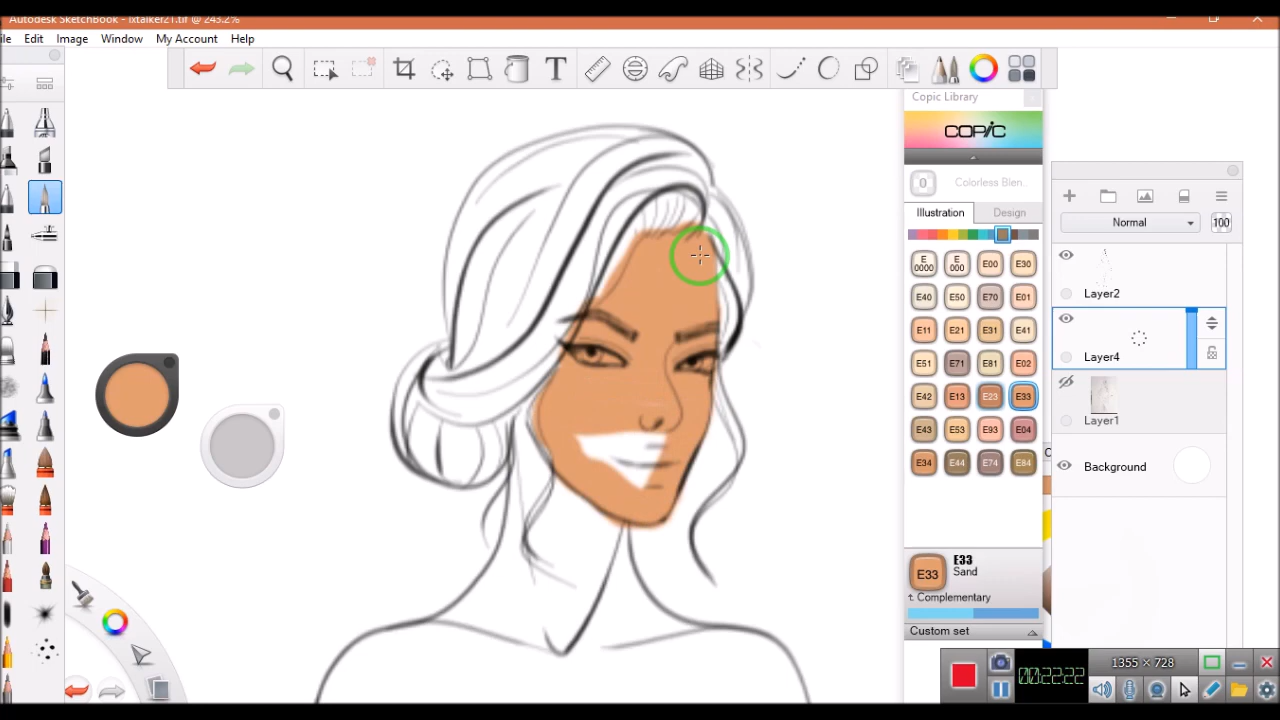 Autodesk SketchBook - ixtalker21.tif @ 243.2%
ile Edit Image Window My Account Help
T
Copic Library
COPIC
0 Colorless Blen..
Illustration Design
E0000 E000 E00 E30
E40 E50 E70 E01
E11 E21 E31 E41
E51 E71 E81 E02
E42 E13 E23 E33
E43 E53 E93 E04
E34 E44 E74 E84
E33 E33
Sand
Complementary
Custom set
Normal 100
Layer2
Layer4
Layer1
Background
1355 × 728
00:22:22